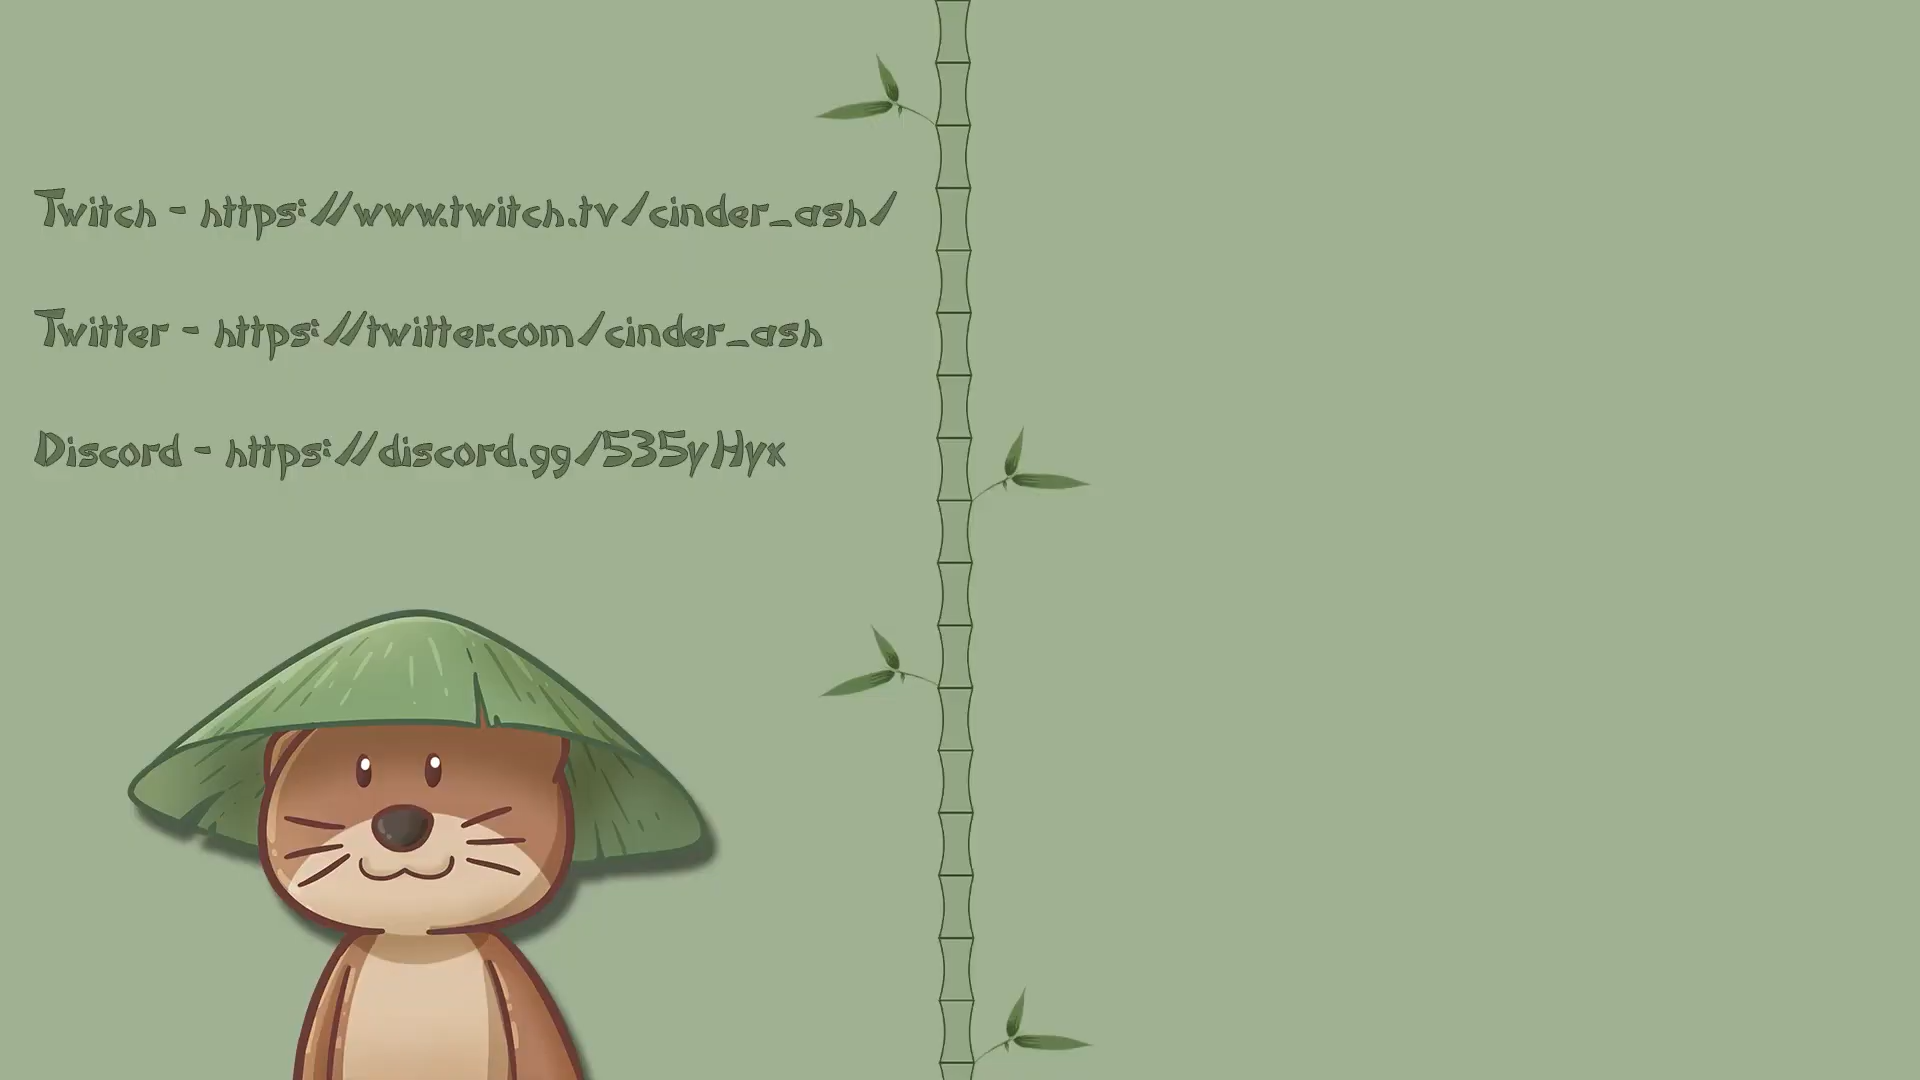 Twitch - https://www.twitch.tv/cinder_ash/
Twitter - https://twitter.com/cinder_ash
Discord - https://discord.gg/535yHyx